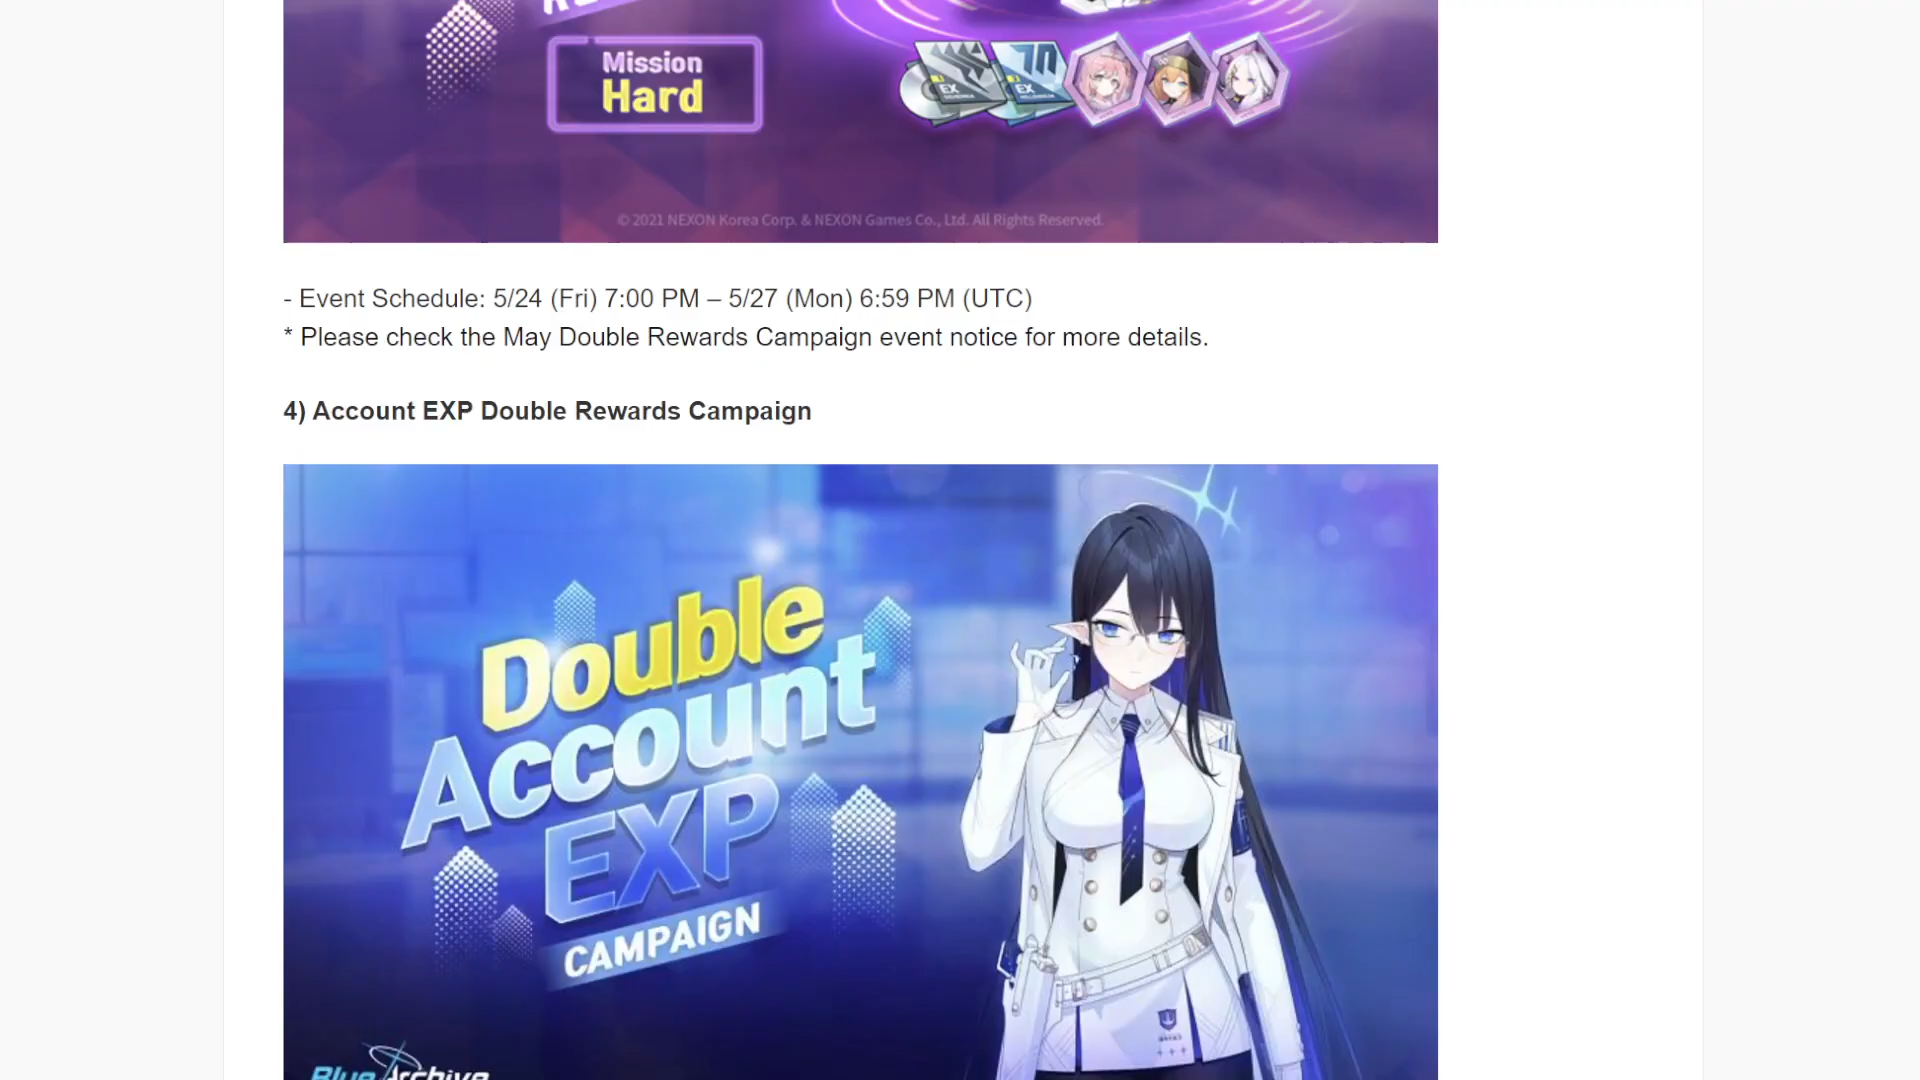 Mission
Hard
EX
EX
© 2021 NEXON Korea Corp. & NEXON Games Co., Ltd. All Rights Reserved.
- Event Schedule: 5/24 (Fri) 7:00 PM – 5/27 (Mon) 6:59 PM (UTC)
* Please check the May Double Rewards Campaign event notice for more details.
4) Account EXP Double Rewards Campaign
Double
Account
EXP
CAMPAIGN
Blue Archive